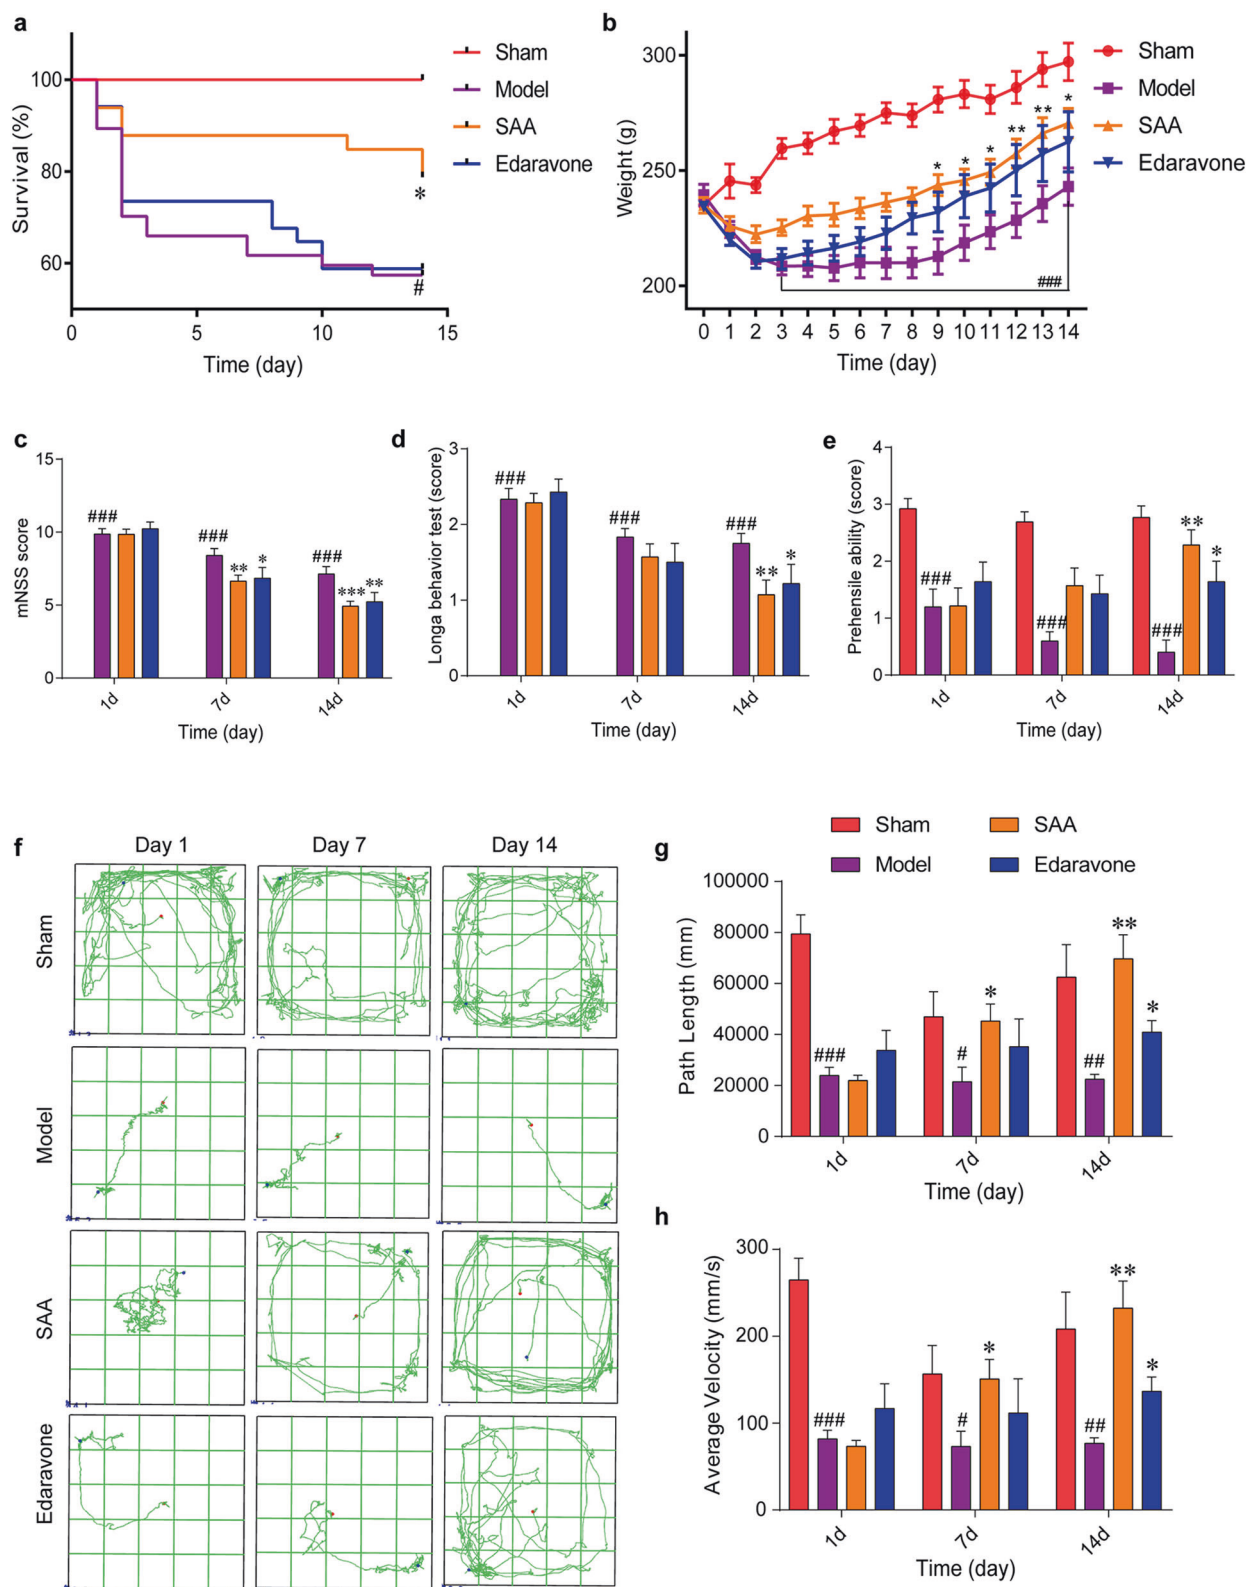 a
Survival (%)
100
80
60
0
5
10
15
Time (day)
Sham
Model
SAA
Edaravone
*
#
b
Weight (g)
300
250
200
0 1 2 3 4 5 6 7 8 9 10 11 12 13 14
Time (day)
Sham
Model
SAA
Edaravone
* * * ** ** *
###
c
mNSS score
15
10
5
0
###
###
** *
###
*** **
1d 7d 14d
Time (day)
d
Longa behavior test (score)
3
2
1
0
###
###
###
** *
1d 7d 14d
Time (day)
e
Prehensile ability (score)
4
3
2
1
0
###
###
###
** *
1d 7d 14d
Time (day)
f
Day 1 Day 7 Day 14
Sham
Model
SAA
Edaravone
Sham SAA
Model Edaravone
g
Path Length (mm)
100000
80000
60000
40000
20000
0
###
# *
## ** *
1d 7d 14d
Time (day)
h
Average Velocity (mm/s)
300
200
100
0
###
# *
## ** *
1d 7d 14d
Time (day)